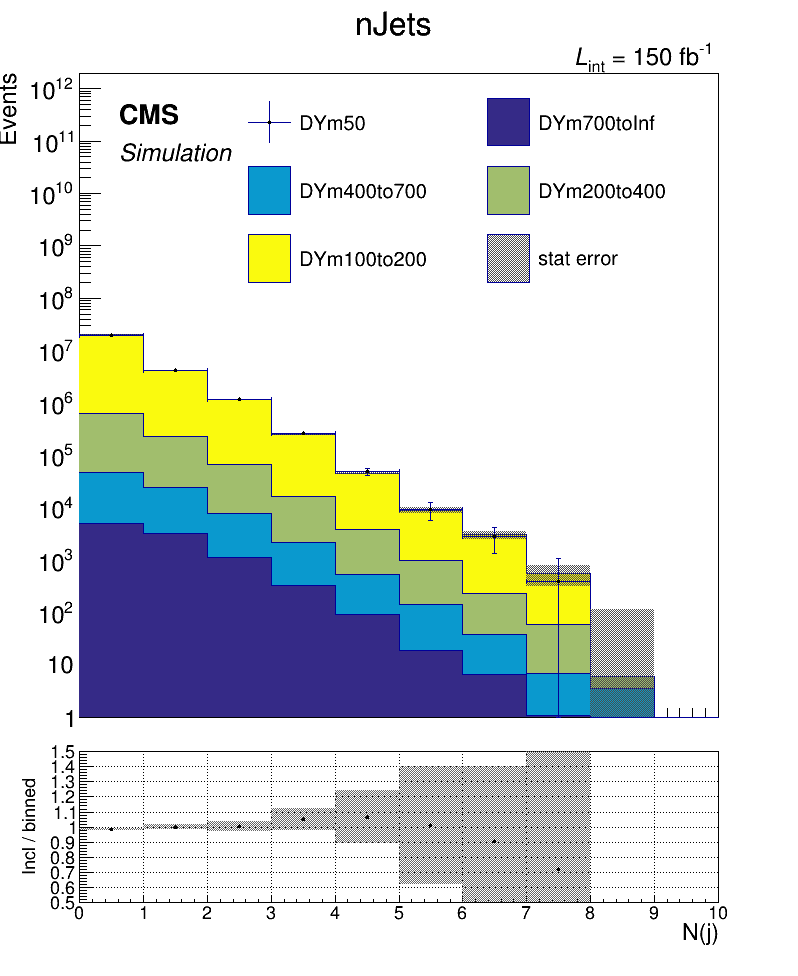 nJets
L_int = 150 fb^-1
Events
CMS
Simulation
DYm50
DYm700toInf
DYm400to700
DYm200to400
DYm100to200
stat error
10^12
10^11
10^10
10^9
10^8
10^7
10^6
10^5
10^4
10^3
10^2
10
1
Incl / binned
1.5
1.4
1.3
1.2
1.1
1
0.9
0.8
0.7
0.6
0.5
0 1 2 3 4 5 6 7 8 9 10
N(j)